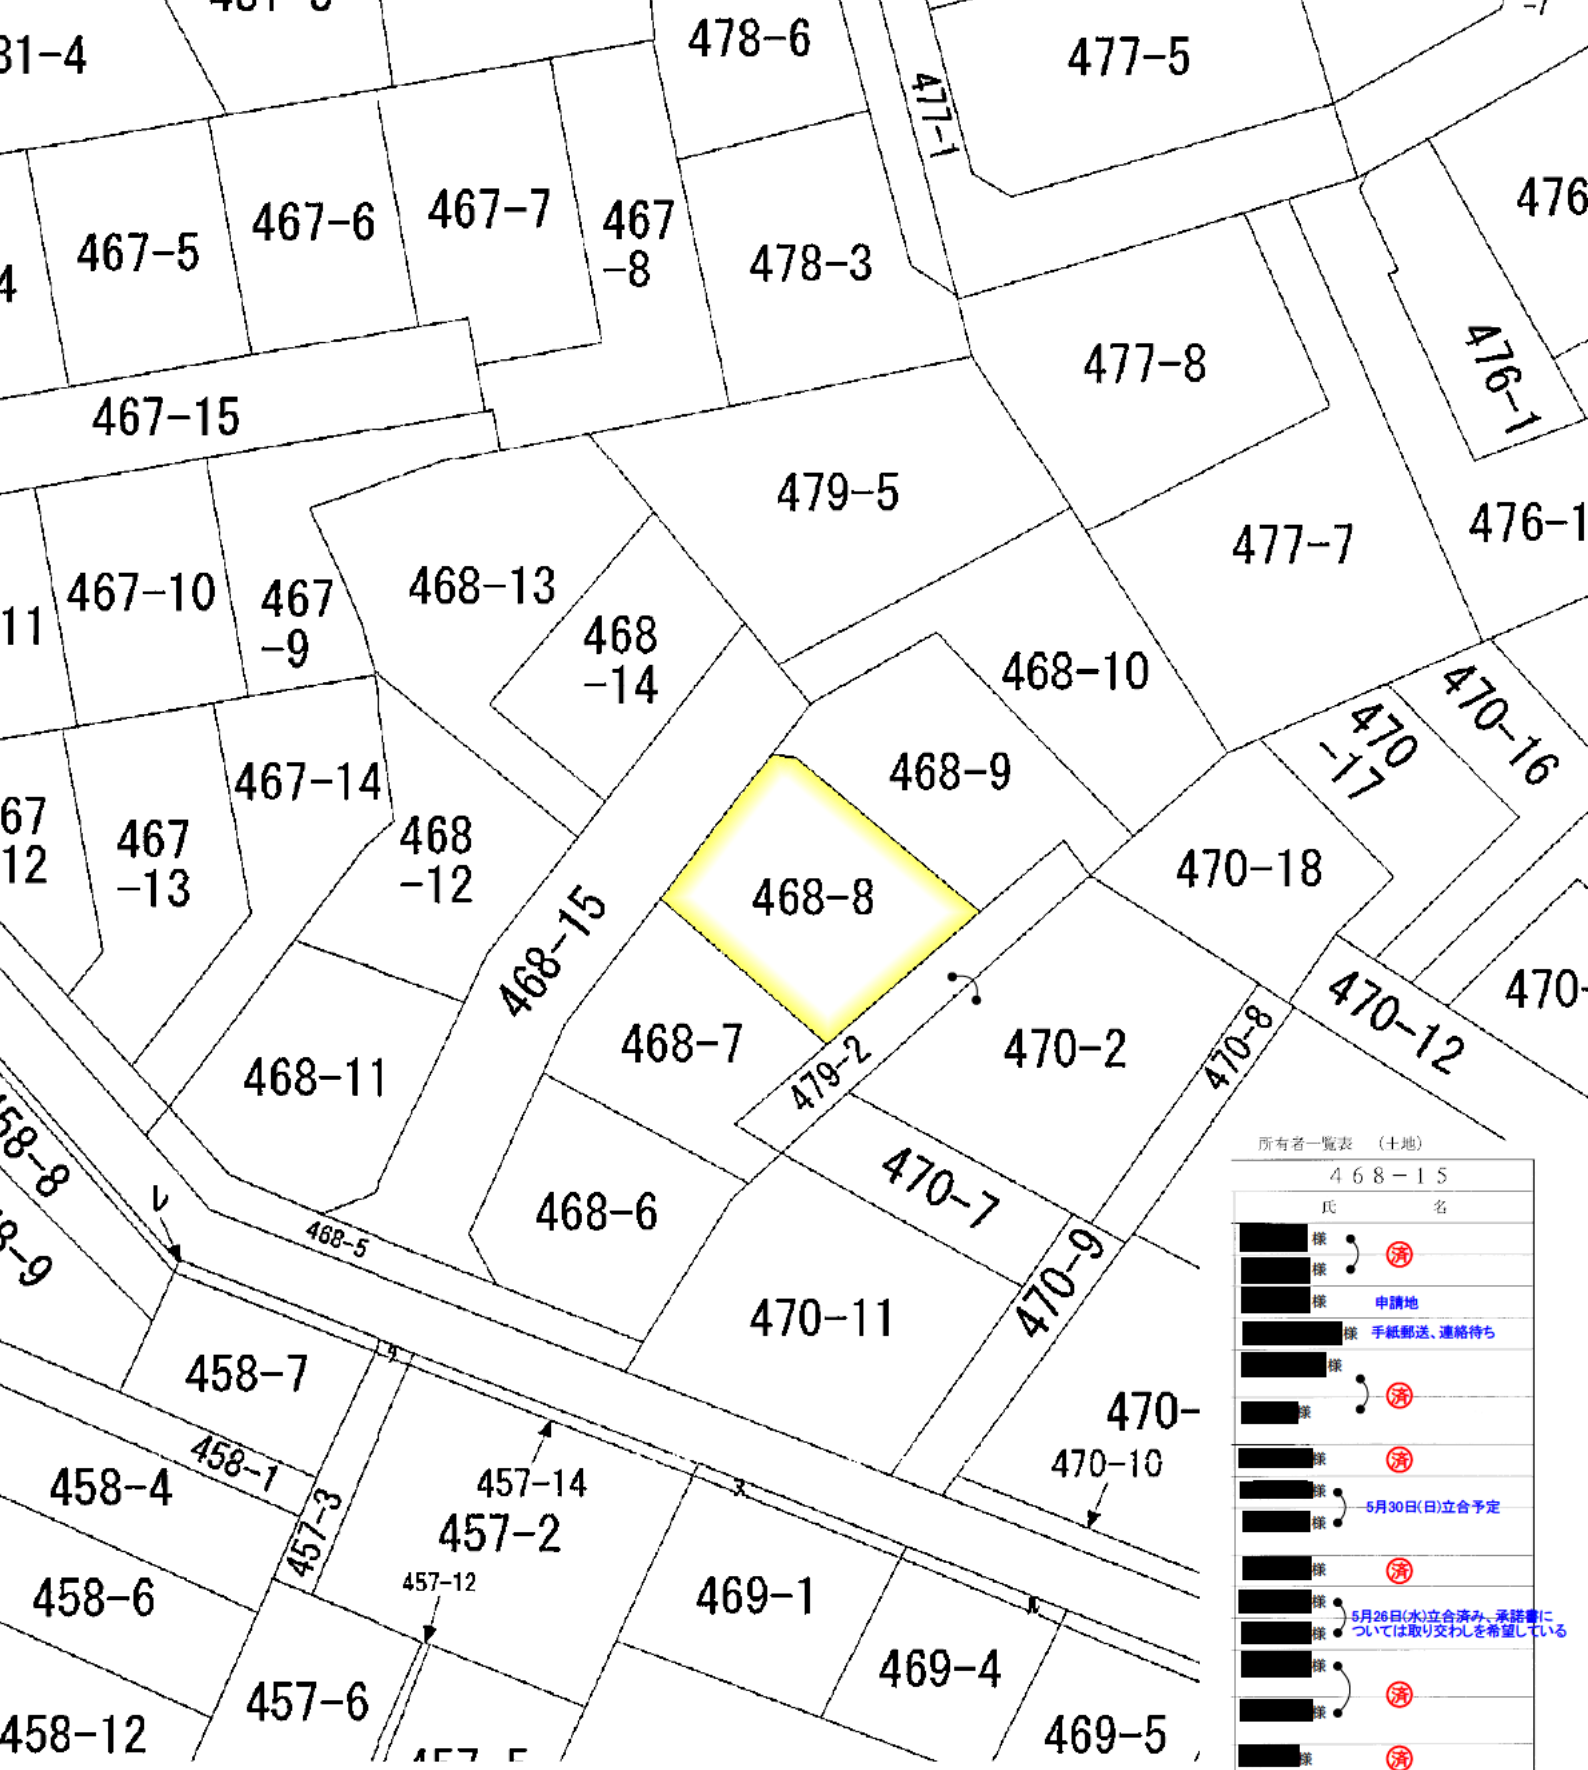 478-6
477-5
477-1
467-5
467-6
467-7
467
-8
478-3
477-8
476-1
467-15
479-5
477-7
467-10
467
-9
468-13
468
-14
468-10
470
-17
470-16
467-14
468-9
467
-13
468
-12
468-15
468-8
470-18
470-12
468-11
468-7
479-2
470-2
470-8
レ
468-5
468-6
470-7
470-9
470-11
458-7
458-1
458-4
457-3
457-14
457-2
457-12
470-10
458-6
469-1
457-6
469-4
458-12
469-5
所有者一覧表 (土地)
468-15
氏 名
様
様
済
様 申請地
様 手紙郵送、連絡待ち
様
様
済
様 済
様
様
5月30日(日)立合予定
様 済
様
様
5月26日(水)立合済み、承諾書に
ついては取り交わしを希望している
様
様
済
様 済